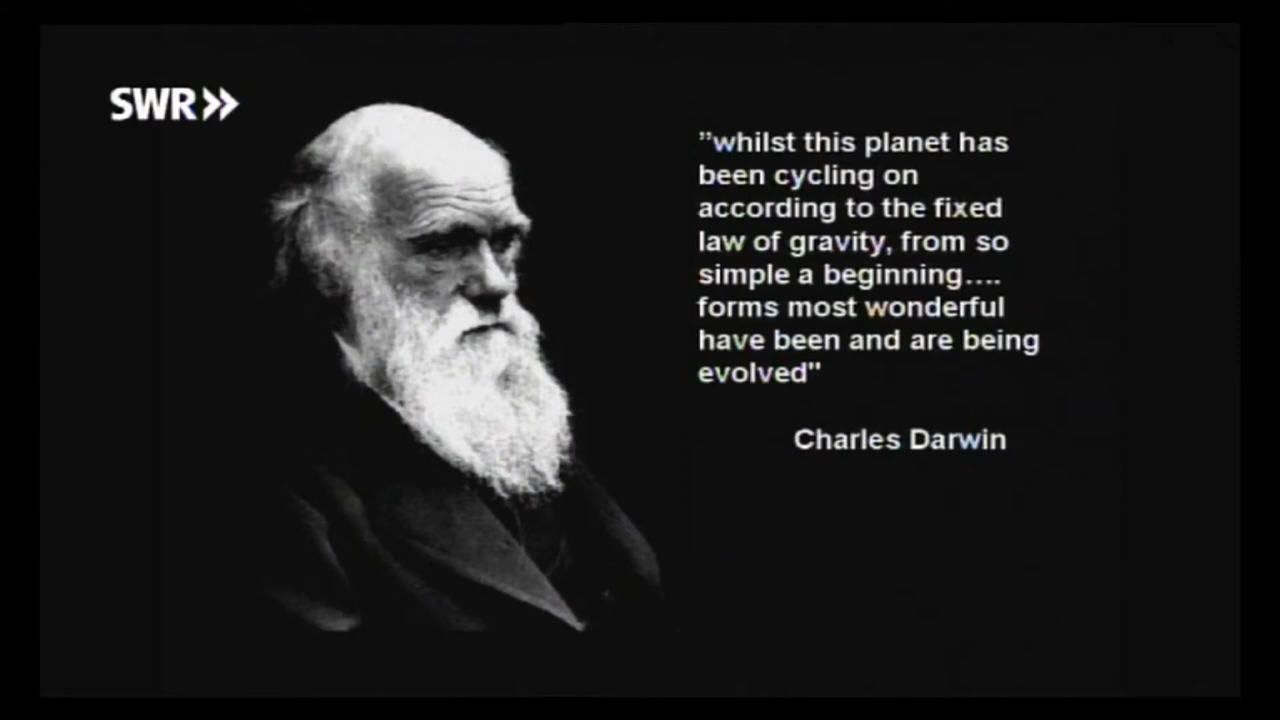 SWR»
”whilst this planet has
been cycling on
according to the fixed
law of gravity, from so
simple a beginning....
forms most wonderful
have been and are being
evolved"
Charles Darwin